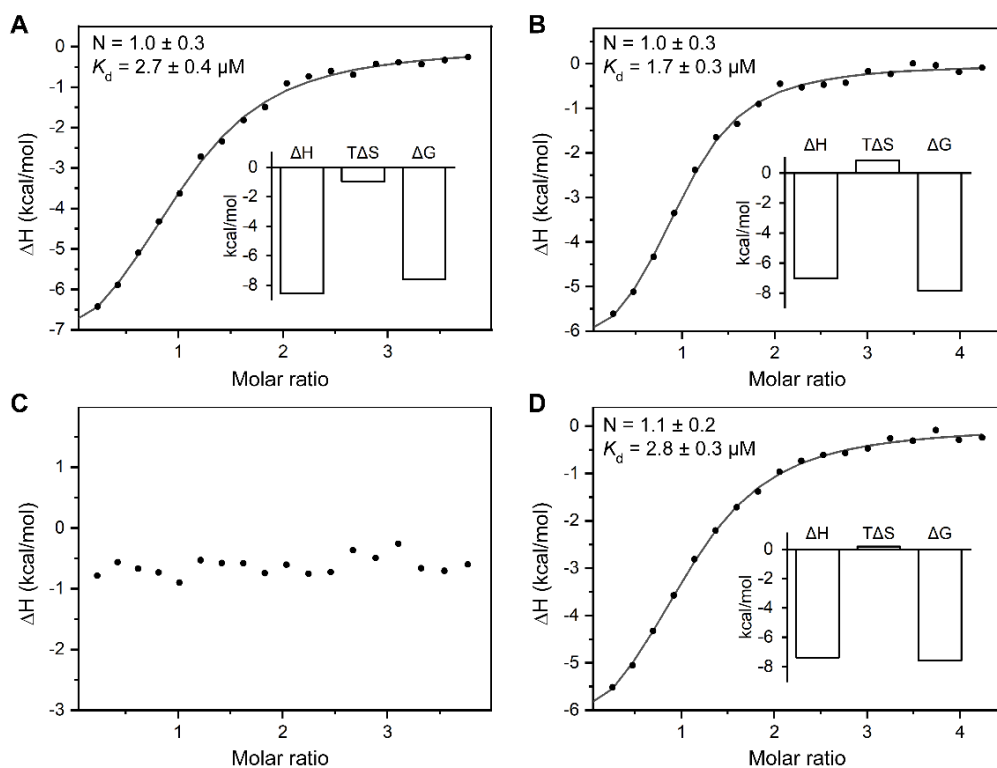 A
N = 1.0 ± 0.3
Kd = 2.7 ± 0.4 µM
ΔH TΔS ΔG
0
-2
-4
-6
-8
kcal/mol
0
-1
-2
-3
-4
-5
-6
-7
ΔH (kcal/mol)
1 2 3
Molar ratio
B
N = 1.0 ± 0.3
Kd = 1.7 ± 0.3 µM
ΔH TΔS ΔG
0
-2
-4
-6
-8
kcal/mol
0
-1
-2
-3
-4
-5
-6
ΔH (kcal/mol)
1 2 3 4
Molar ratio
C
1
0
-1
-2
-3
ΔH (kcal/mol)
1 2 3
Molar ratio
D
N = 1.1 ± 0.2
Kd = 2.8 ± 0.3 µM
ΔH TΔS ΔG
0
-2
-4
-6
-8
kcal/mol
0
-1
-2
-3
-4
-5
-6
ΔH (kcal/mol)
1 2 3 4
Molar ratio